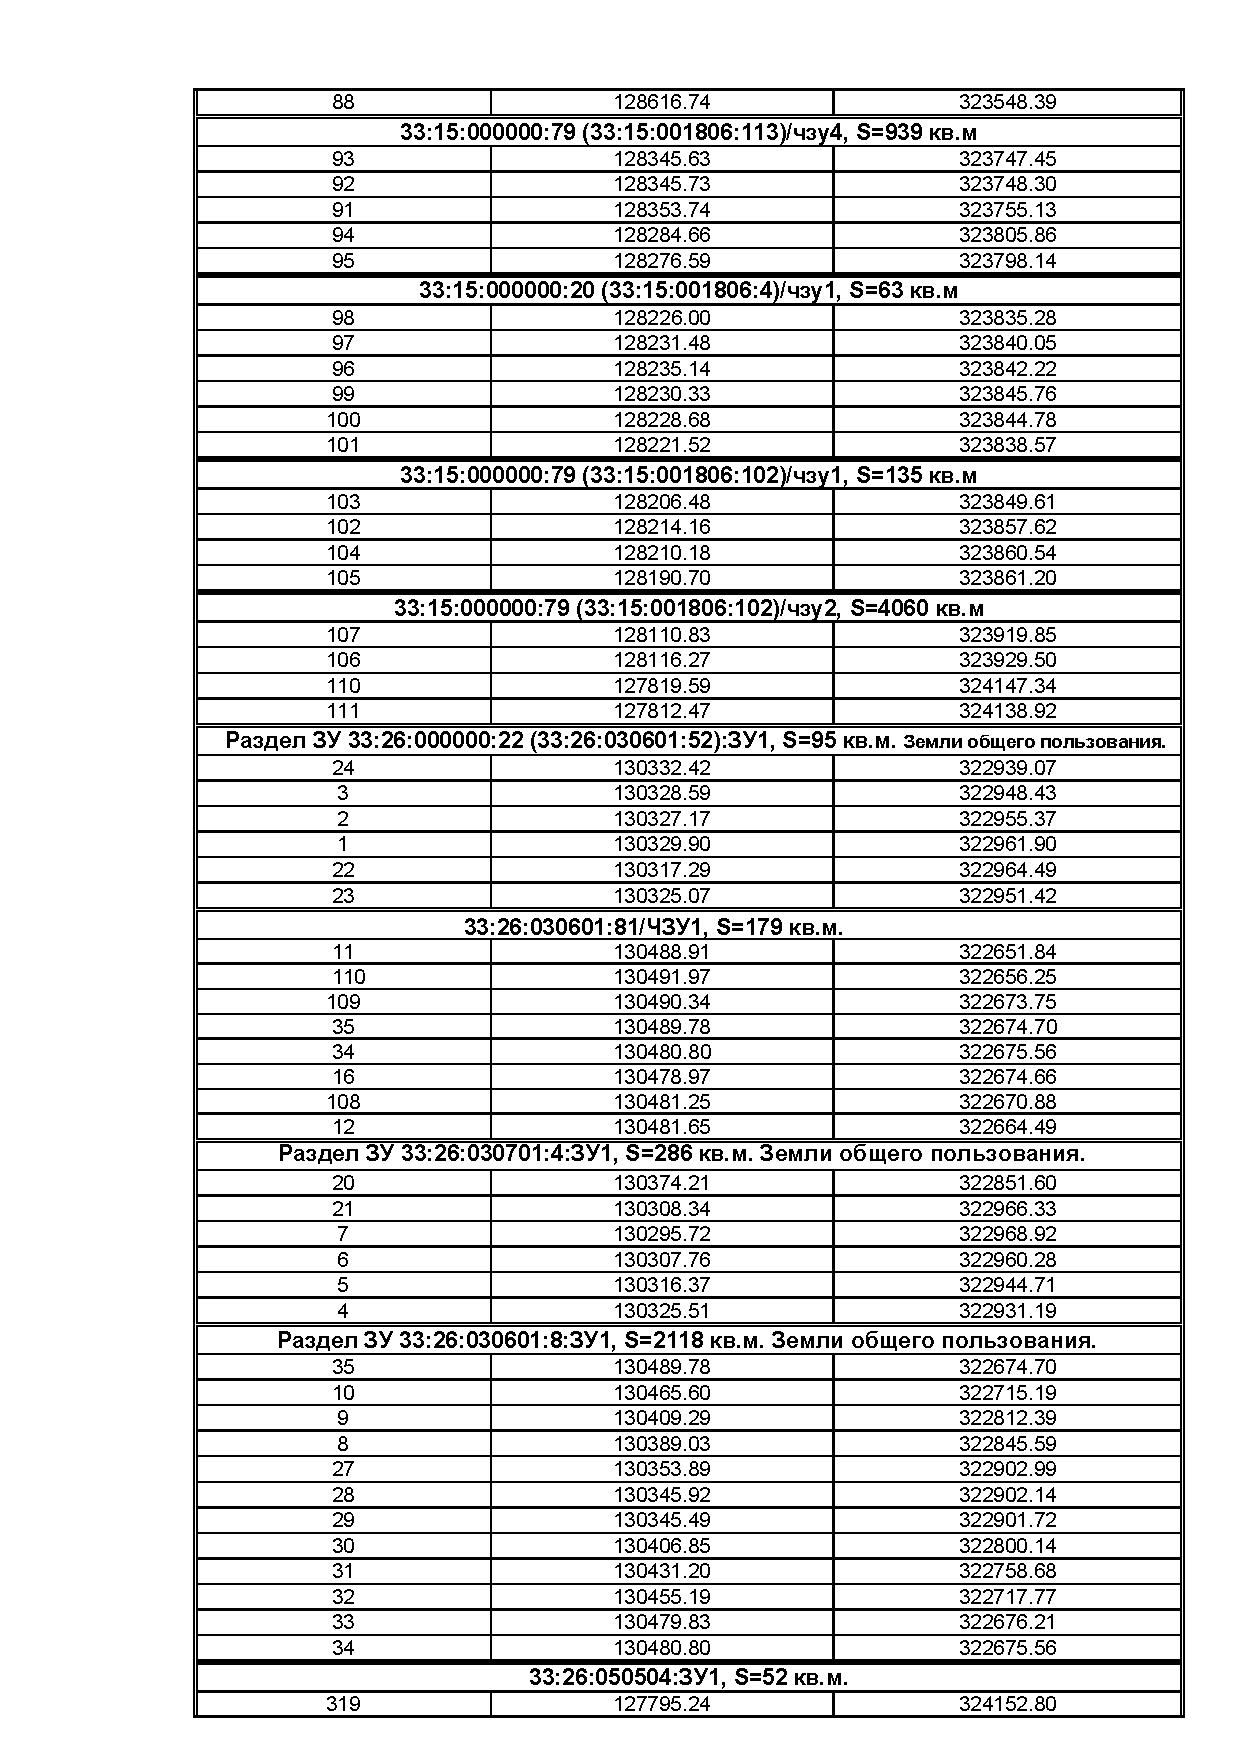 88 128616.74 323548.39
33:15:000000:79 (33:15:001806:113)/чзу4, S=939 кв.м
93 128345.63 323747.45
92 128345.73 323748.30
91 128353.74 323755.13
94 128284.66 323805.86
95 128276.59 323798.14
33:15:000000:20 (33:15:001806:4)/чзу1, S=63 кв.м
98 128226.00 323835.28
97 128231.48 323840.05
96 128235.14 323842.22
99 128230.33 323845.76
100 128228.68 323844.78
101 128221.52 323838.57
33:15:000000:79 (33:15:001806:102)/чзу1, S=135 кв.м
103 128206.48 323849.61
102 128214.16 323857.62
104 128210.18 323860.54
105 128190.70 323861.20
33:15:000000:79 (33:15:001806:102)/чзу2, S=4060 кв.м
107 128110.83 323919.85
106 128116.27 323929.50
110 127819.59 324147.34
111 127812.47 324138.92
Раздел ЗУ 33:26:000000:22 (33:26:030601:52):ЗУ1, S=95 кв.м. Земли общего пользования.
24 130332.42 322939.07
3 130328.59 322948.43
2 130327.17 322955.37
1 130329.90 322961.90
22 130317.29 322964.49
23 130325.07 322951.42
33:26:030601:81/ЧЗУ1, S=179 кв.м.
11 130488.91 322651.84
110 130491.97 322656.25
109 130490.34 322673.75
35 130489.78 322674.70
34 130480.80 322675.56
16 130478.97 322674.66
108 130481.25 322670.88
12 130481.65 322664.49
Раздел ЗУ 33:26:030701:4:ЗУ1, S=286 кв.м. Земли общего пользования.
20 130374.21 322851.60
21 130308.34 322966.33
7 130295.72 322968.92
6 130307.76 322960.28
5 130316.37 322944.71
4 130325.51 322931.19
Раздел ЗУ 33:26:030601:8:ЗУ1, S=2118 кв.м. Земли общего пользования.
35 130489.78 322674.70
10 130465.60 322715.19
9 130409.29 322812.39
8 130389.03 322845.59
27 130353.89 322902.99
28 130345.92 322902.14
29 130345.49 322901.72
30 130406.85 322800.14
31 130431.20 322758.68
32 130455.19 322717.77
33 130479.83 322676.21
34 130480.80 322675.56
33:26:050504:ЗУ1, S=52 кв.м.
319 127795.24 324152.80